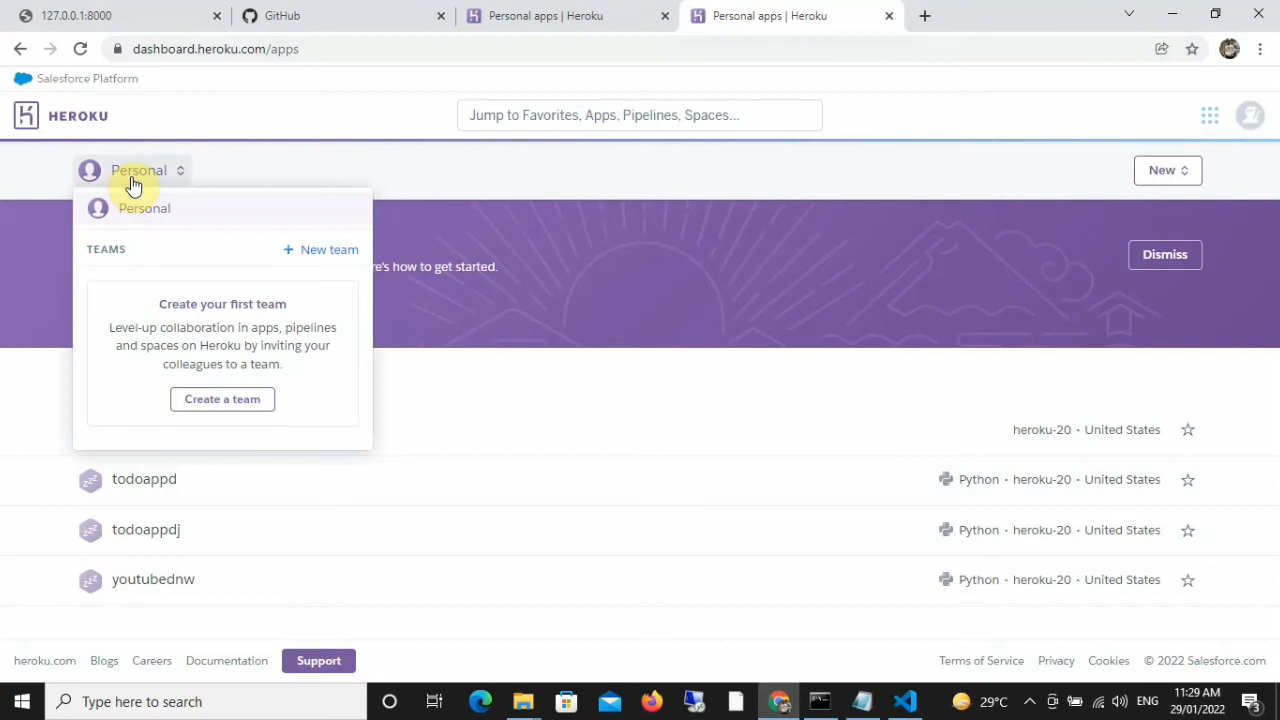 127.0.0.1:8000
GitHub
Personal apps | Heroku
Personal apps | Heroku
dashboard.heroku.com/apps
Salesforce Platform
HEROKU
Jump to Favorites, Apps, Pipelines, Spaces...
Personal
New
Personal
TEAMS
+ New team
Create your first team
Level-up collaboration in apps, pipelines
and spaces on Heroku by inviting your
colleagues to a team.
Create a team
're's how to get started.
Dismiss
heroku-20 · United States
todoappd
Python · heroku-20 · United States
todoappdj
Python · heroku-20 · United States
youtubednw
Python · heroku-20 · United States
heroku.com Blogs Careers Documentation Support
Terms of Service Privacy Cookies © 2022 Salesforce.com
Type here to search
29°C
ENG
11:29 AM
29/01/2022
3